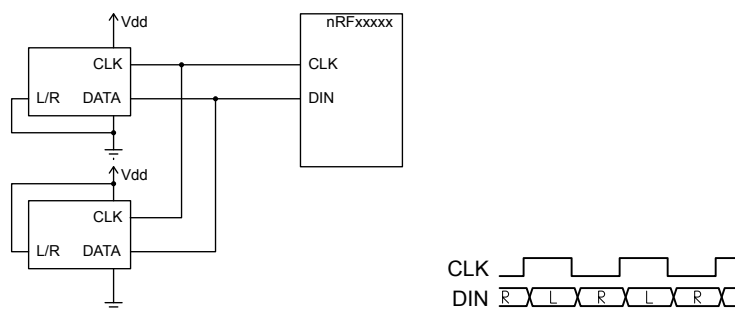 Vdd
nRFxxxxx
CLK CLK
L/R DATA DIN
Vdd
CLK
L/R DATA
CLK
DIN R L R L R